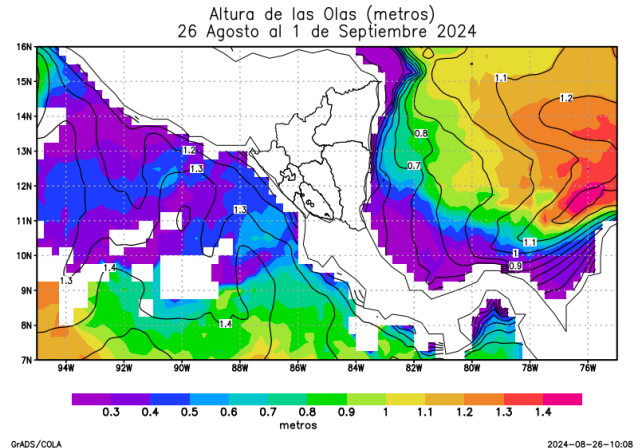 Altura de las Olas (metros)
26 Agosto al 1 de Septiembre 2024
16N
15N
14N
13N
12N
11N
10N
9N
8N
7N
1.1
1.2
0.8
0.7
1.2
1.3
1.3
1.1
1
0.9
1.3
1.4
1.4
94W 92W 90W 88W 86W 84W 82W 80W 78W 76W
0.3 0.4 0.5 0.6 0.7 0.8 0.9 1 1.1 1.2 1.3 1.4
metros
GrADS/COLA 2024-08-26-10:08